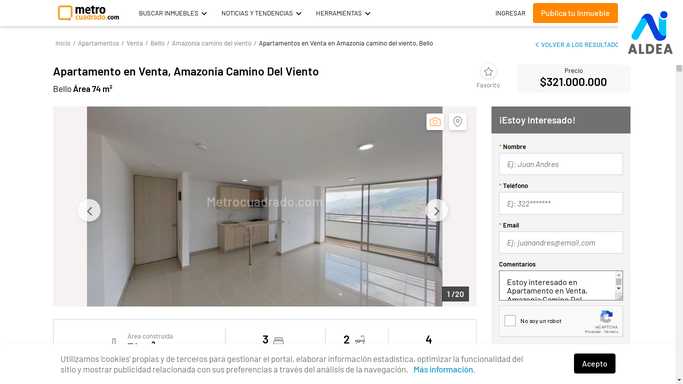 metro
cuadrado.com
BUSCAR INMUEBLES
NOTICIAS Y TENDENCIAS
HERRAMIENTAS
INGRESAR
Publica tu Inmueble
ALDEA
Inicio / Apartamentos / Venta / Bello / Amazonia camino del viento / Apartamentos en Venta en Amazonia camino del viento, Bello
VOLVER A LOS RESULTADO
Apartamento en Venta, Amazonia Camino Del Viento
Bello Área 74 m²
Favorito
Precio
$321.000.000
Metrocuadrado.com
1 / 20
¡Estoy Interesado!
* Nombre
Ej: Juan Andres
* Teléfono
Ej: 322*******
* Email
Ej: juanandres@email.com
Comentarios
Estoy interesado en
Apartamento en Venta,
Amazonia Camino Del
No soy un robot
reCAPTCHA
Privacidad - Términos
Área construida
3
2
4
Utilizamos 'cookies' propias y de terceros para gestionar el portal, elaborar información estadística, optimizar la funcionalidad del
sitio y mostrar publicidad relacionada con sus preferencias a través del análisis de la navegación. Más información.
Acepto